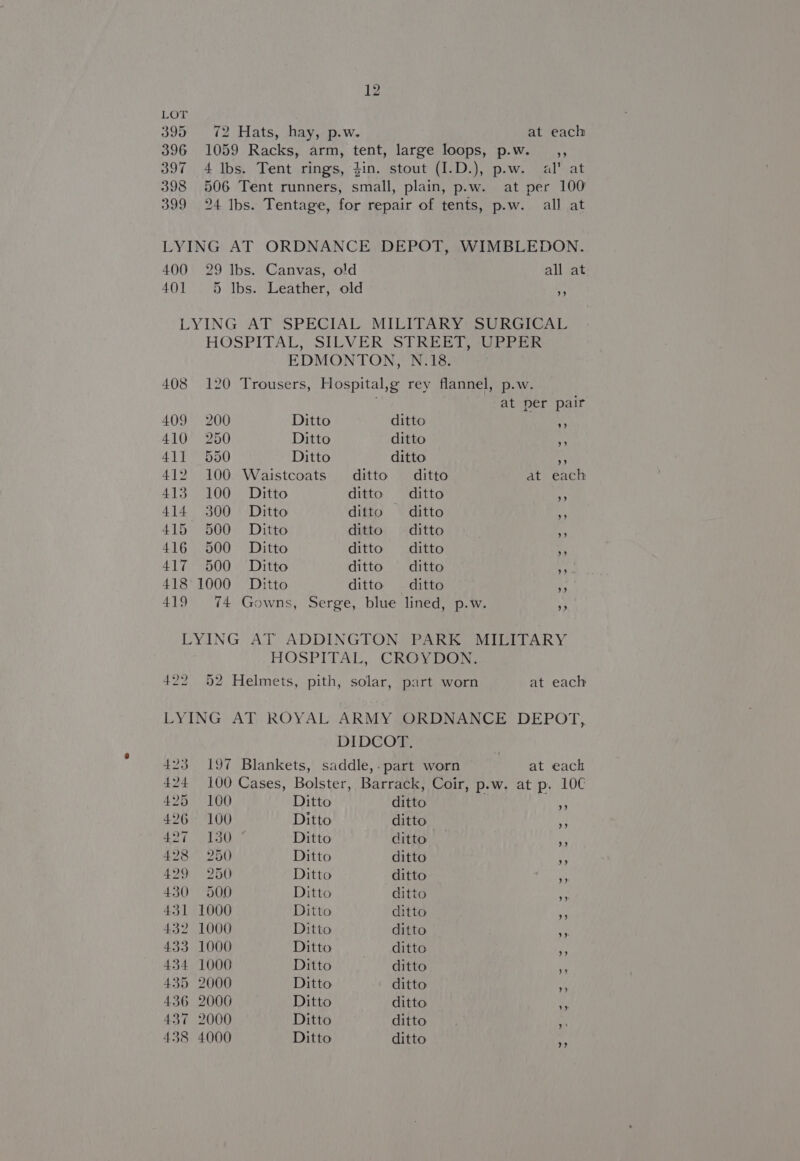 12
LOT
395 72 Hats, hay, p.w. at each
396 1059 Racks, arm, tent, large loops, p.w. ,,
397 4 lbs. Tent rings, ½in. stout (I.D.), p.w. al' at
398 506 Tent runners, small, plain, p.w. at per 100
399 24 lbs. Tentage, for repair of tents, p.w. all at
LYING AT ORDNANCE DEPOT, WIMBLEDON.
400 29 lbs. Canvas, old all at
401 5 lbs. Leather, old ,,
LYING AT SPECIAL MILITARY SURGICAL
HOSPITAL, SILVER STREET, UPPER
EDMONTON, N.18.
408 120 Trousers, Hospital,g rey flannel, p.w.
at per pair
409 200 Ditto ditto ,,
410 250 Ditto ditto ,,
411 550 Ditto ditto ,,
412 100 Waistcoats ditto ditto at each
413 100 Ditto ditto ditto ,,
414 300 Ditto ditto ditto ,,
415 500 Ditto ditto ditto ,,
416 500 Ditto ditto ditto ,,
417 500 Ditto ditto ditto ,,
418 1000 Ditto ditto ditto ,,
419 74 Gowns, Serge, blue lined, p.w. ,,
LYING AT ADDINGTON PARK MILITARY
HOSPITAL, CROYDON.
422 52 Helmets, pith, solar, part worn at each
LYING AT ROYAL ARMY ORDNANCE DEPOT,
DIDCOT.
423 197 Blankets, saddle, part worn at each
424 100 Cases, Bolster, Barrack, Coir, p.w. at p. 100
425 100 Ditto ditto ,,
426 100 Ditto ditto ,,
427 130 Ditto ditto ,,
428 250 Ditto ditto ,,
429 250 Ditto ditto ,,
430 500 Ditto ditto ,,
431 1000 Ditto ditto ,,
432 1000 Ditto ditto ,,
433 1000 Ditto ditto ,,
434 1000 Ditto ditto ,,
435 2000 Ditto ditto ,,
436 2000 Ditto ditto ,,
437 2000 Ditto ditto ,,
438 4000 Ditto ditto ,,